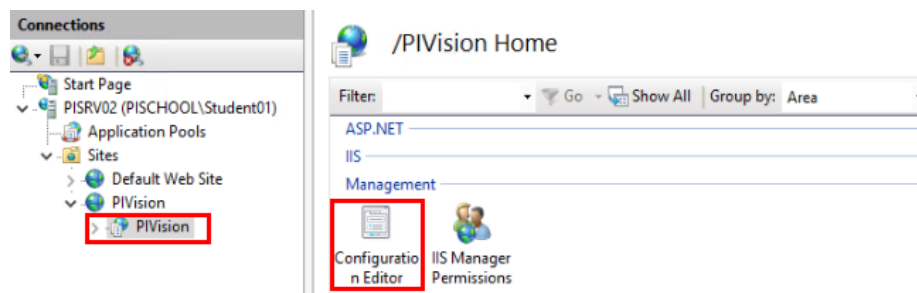 Connections
Start Page
PISRV02 (PISCHOOL\Student01)
Application Pools
Sites
Default Web Site
PIVision
PIVision
/PIVision Home
Filter:
Go
Show All
Group by: Area
ASP.NET
IIS
Management
Configuratio
n Editor
IIS Manager
Permissions